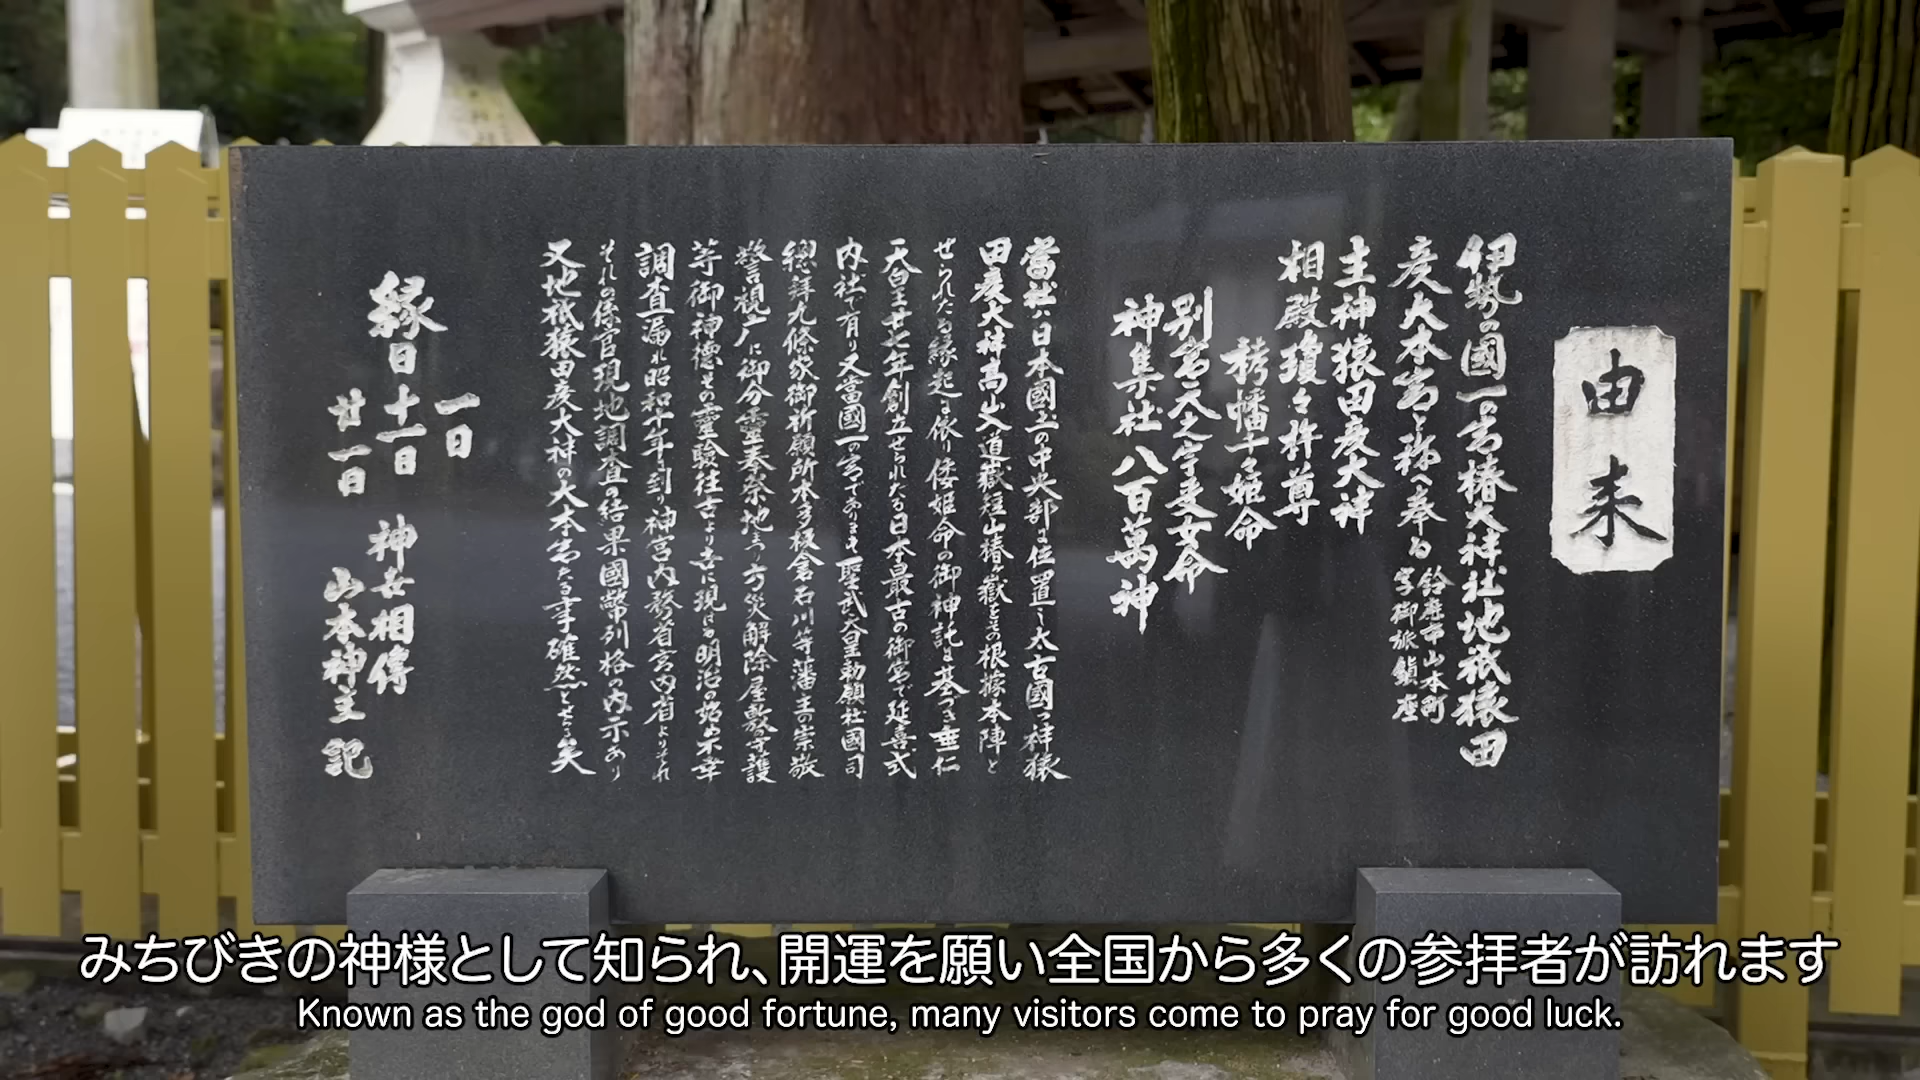 由来
伊勢の國一の宮椿大神社地祇猿田
彦大本宮と称へ奉る
鈴鹿市山本町
字御旅鎮座
主神猿田彦大神
相殿瓊々杵尊
栲幡千々姫命
別宮天之宇受女命
神集社八百萬神
當社ハ日本國土の中央部に位置し太古國つ神猿
田彦大神高山入道嶽短山椿ヶ嶽をその根據本陣と
せられたる縁起に依り倭姫命の御神託に基づき垂仁
天皇廿七年創立せられたる日本最古の御宮で延喜式
内社で有り又當國一の宮であります聖武天皇勅願社國司
總拜九條家御祈願所本多板倉石川等藩主の崇敬
警視庁に御分靈奉祭地まつり方災解除屋敷守護
等御神徳その靈験往古より世に現はる明治の始め不幸
調査漏れ昭和十年に到り神宮内務省宮内省よりそれ
それの係官現地調査の結果國幣列格の内示あり
又地祇猿田彦大神の大本宮たる事確然とせら矣
一日
縁日十一日
廿一日
神女相傳
山本神主 記
みちびきの神様として知られ、開運を願い全国から多くの参拝者が訪れます
Known as the god of good fortune, many visitors come to pray for good luck.